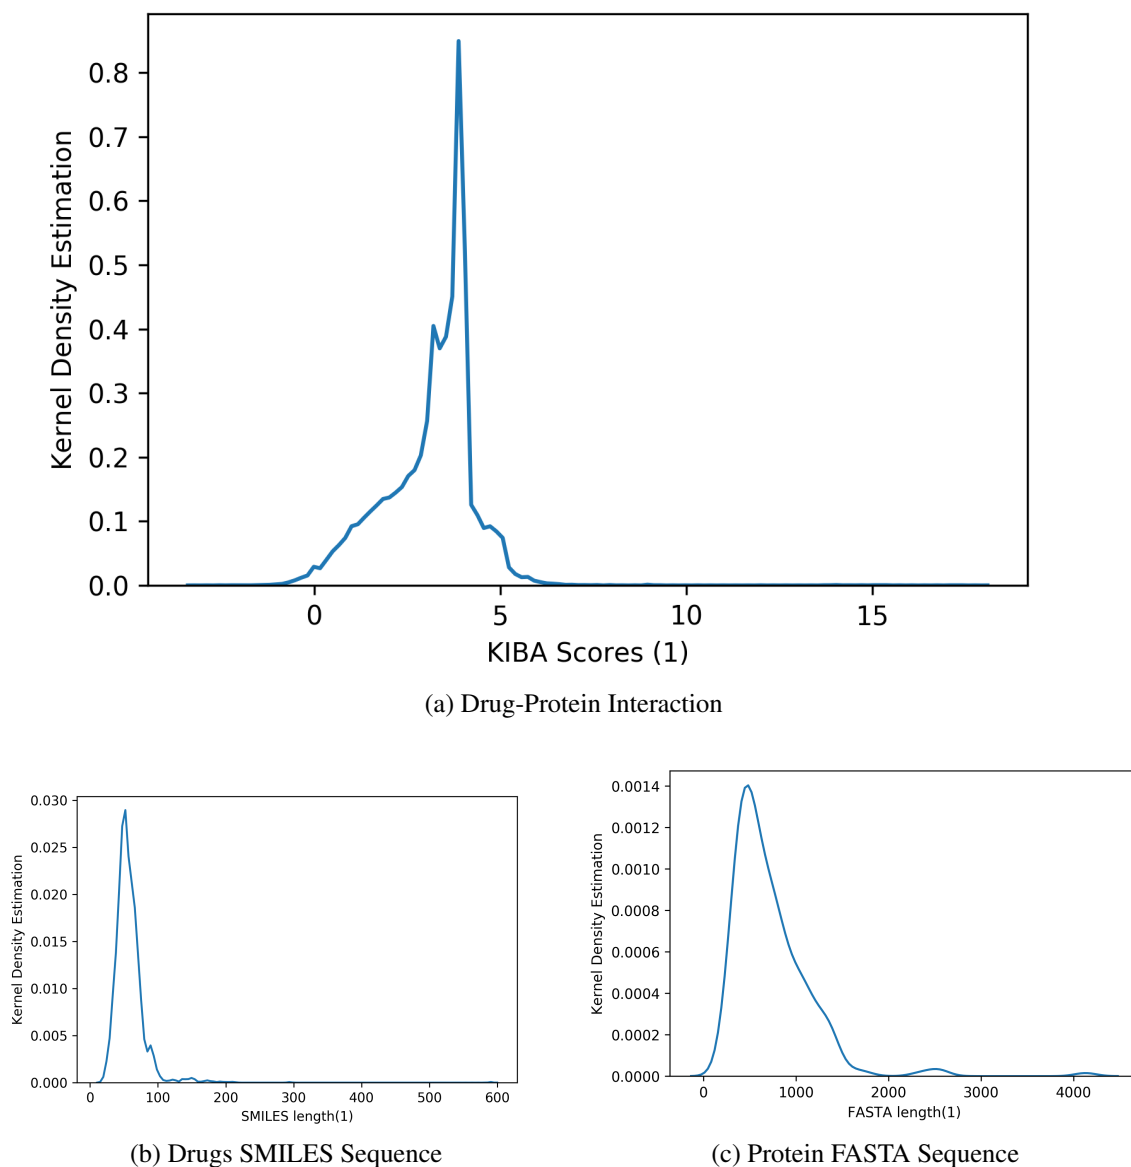 0.8
0.7
0.6
0.5
0.4
0.3
0.2
0.1
0.0
Kernel Density Estimation
0 5 10 15
KIBA Scores (1)
(a) Drug-Protein Interaction
0.030
0.025
0.020
0.015
0.010
0.005
0.000
Kernel Density Estimation
0 100 200 300 400 500 600
SMILES length(1)
(b) Drugs SMILES Sequence
0.0014
0.0012
0.0010
0.0008
0.0006
0.0004
0.0002
0.0000
Kernel Density Estimation
0 1000 2000 3000 4000
FASTA length(1)
(c) Protein FASTA Sequence